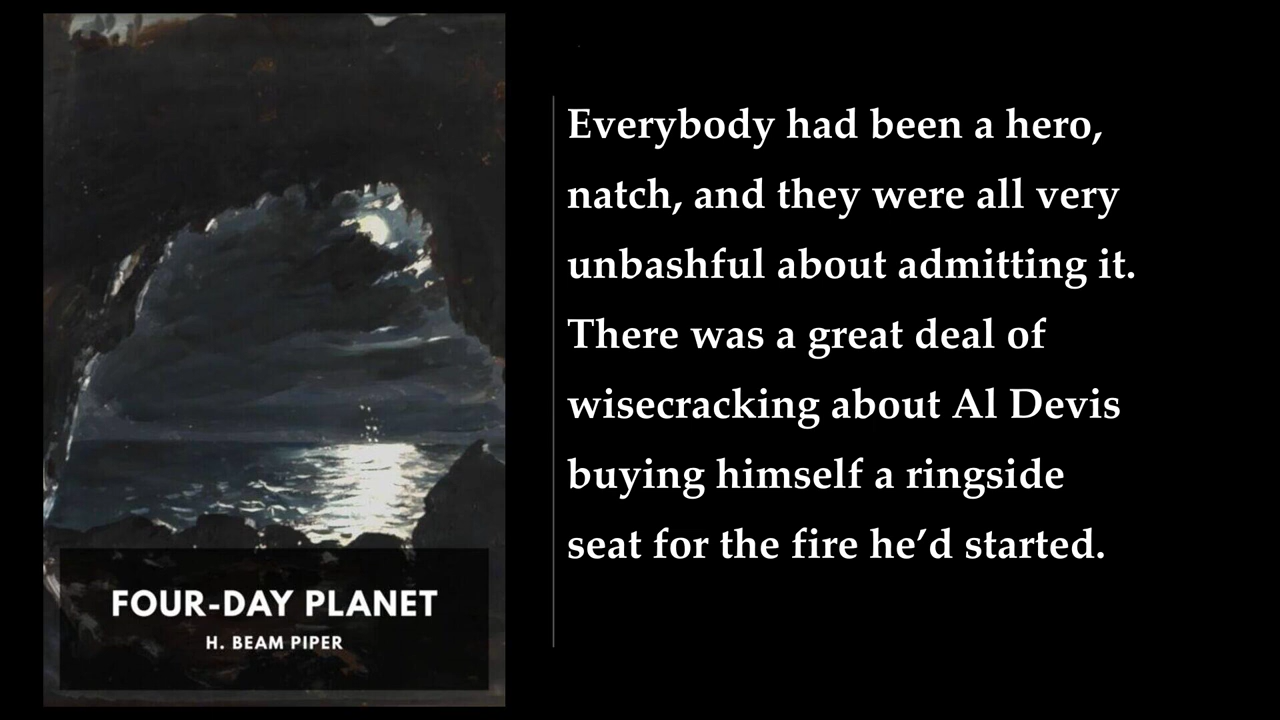 FOUR-DAY PLANET
H. BEAM PIPER
Everybody had been a hero,
natch, and they were all very
unbashful about admitting it.
There was a great deal of
wisecracking about Al Devis
buying himself a ringside
seat for the fire he’d started.